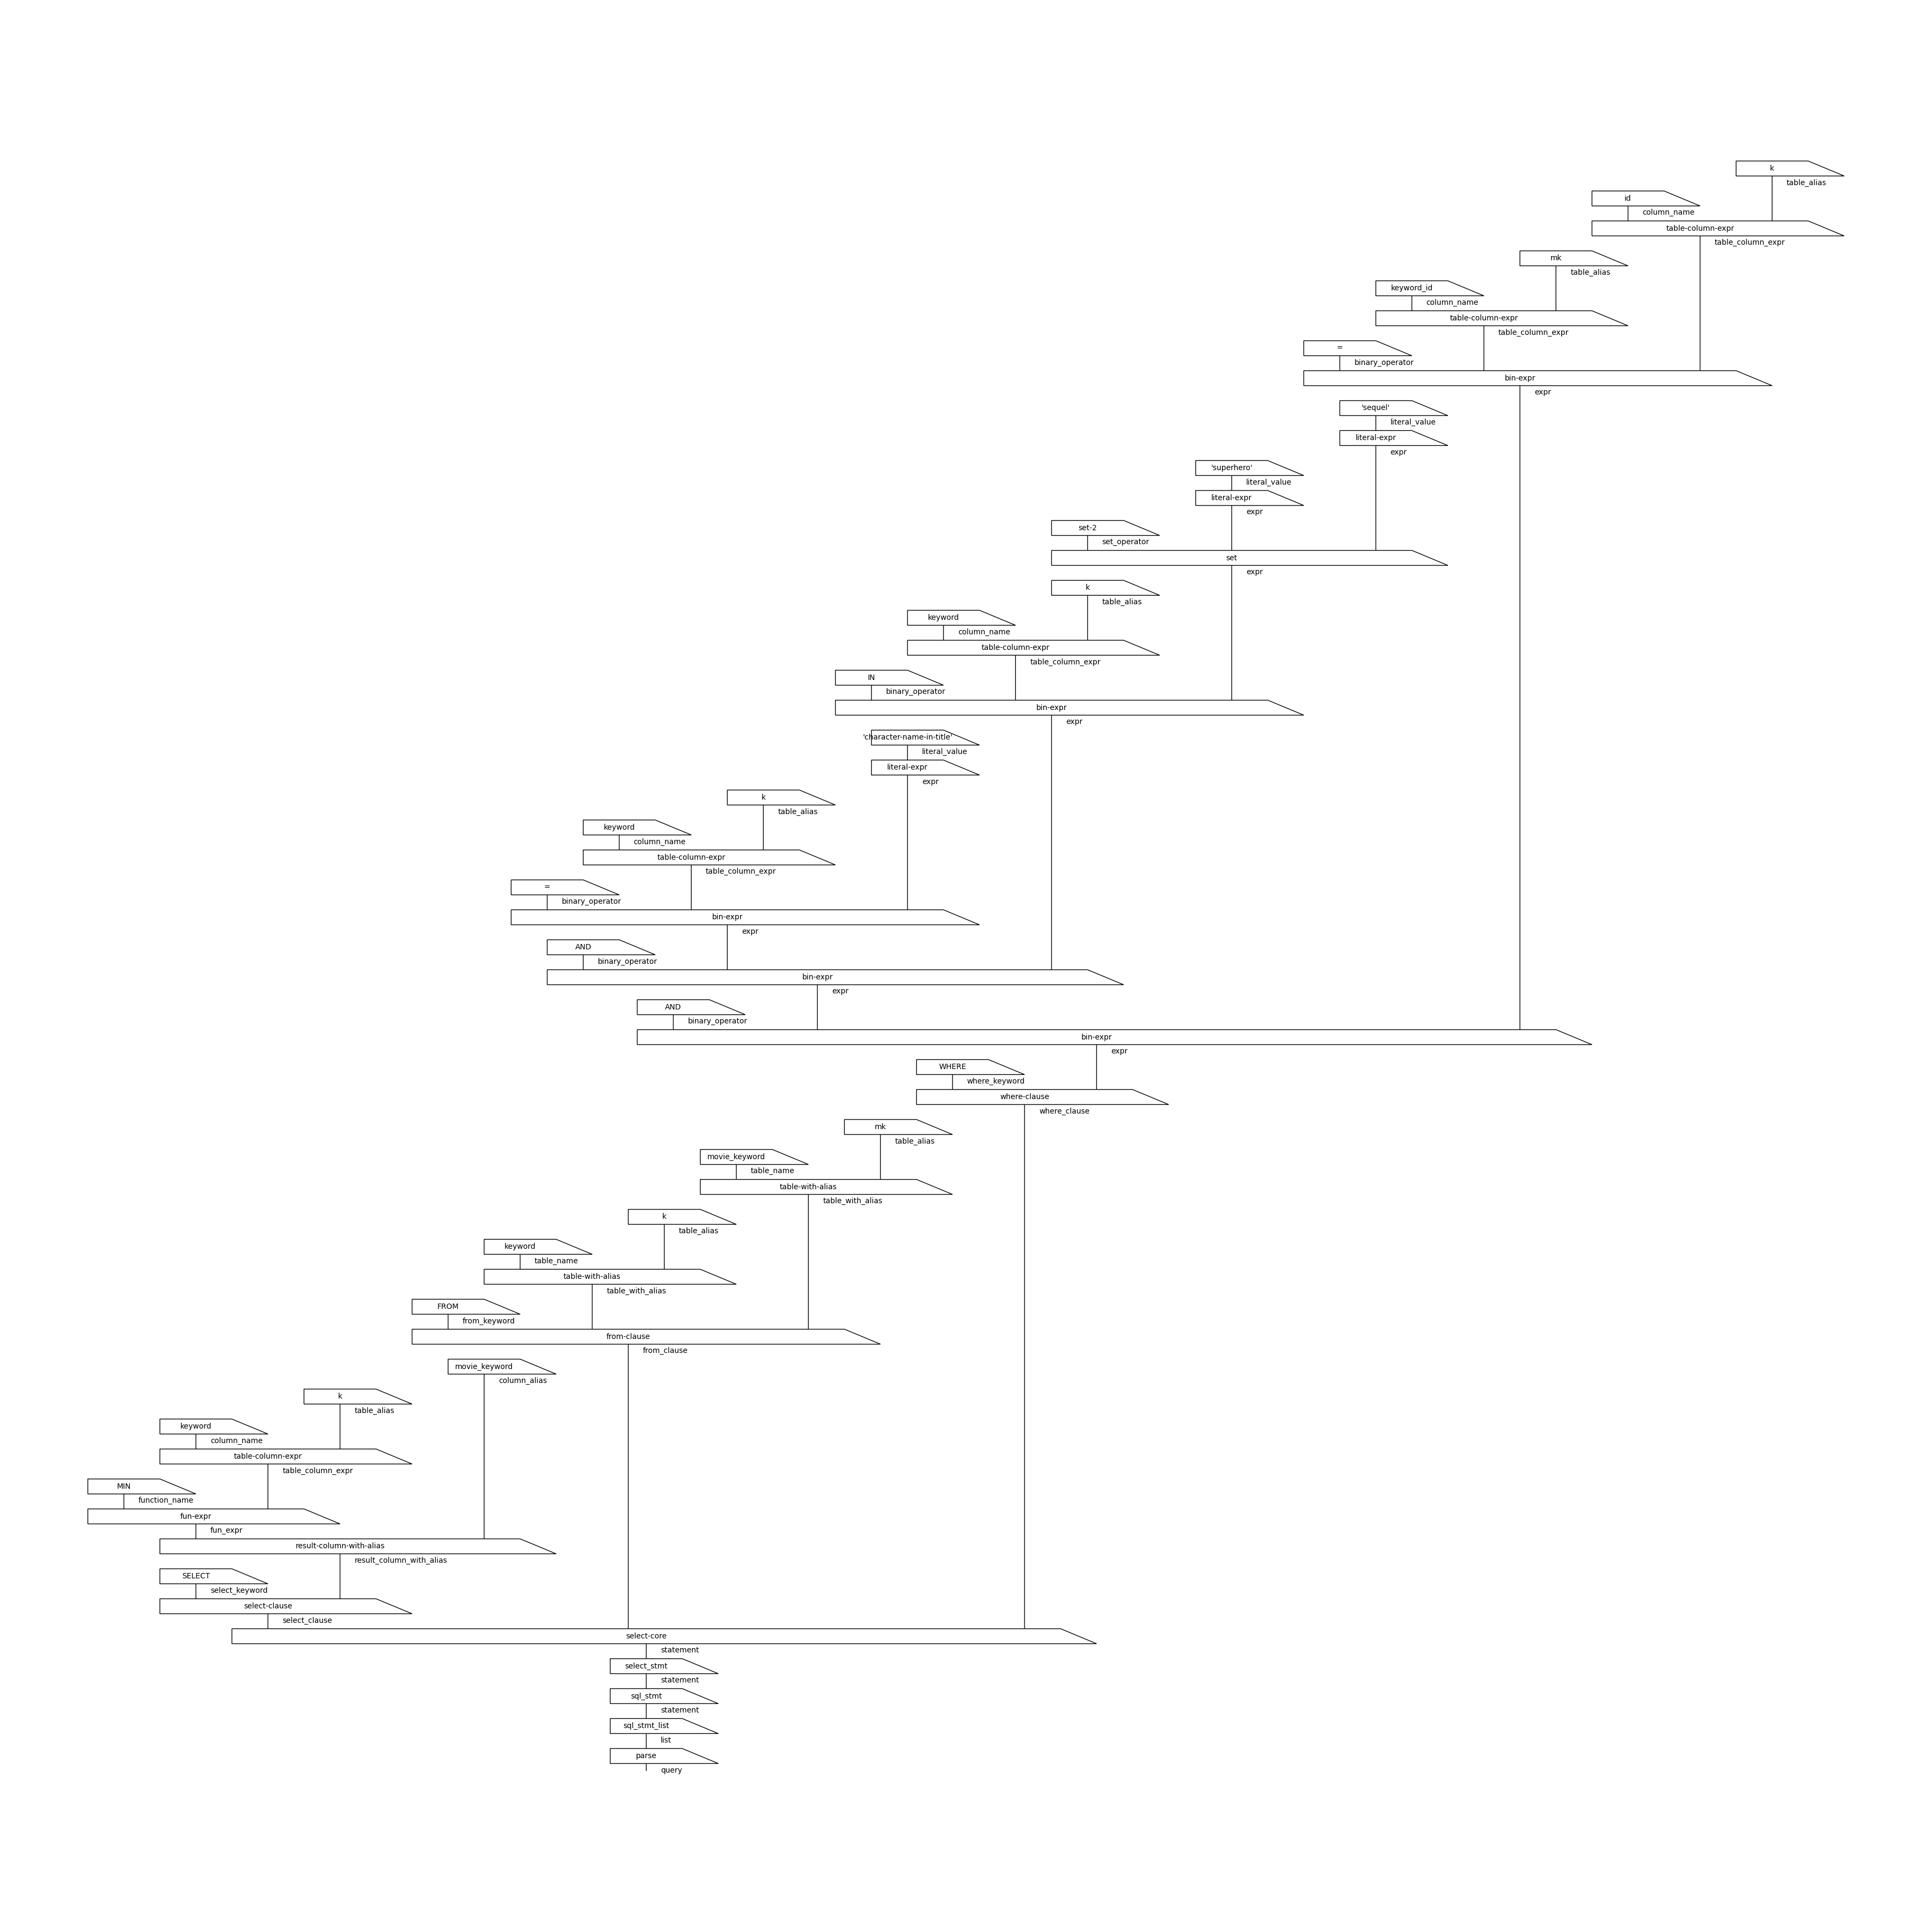 k
table_alias
id
column_name
table-column-expr
table_column_expr
mk
table_alias
keyword_id
column_name
table-column-expr
table_column_expr
=
binary_operator
bin-expr
expr
'sequel'
literal_value
literal-expr
expr
'superhero'
literal_value
literal-expr
expr
set-2
set_operator
set
expr
k
table_alias
keyword
column_name
table-column-expr
table_column_expr
IN
binary_operator
bin-expr
expr
'character-name-in-title'
literal_value
literal-expr
expr
k
table_alias
keyword
column_name
table-column-expr
table_column_expr
=
binary_operator
bin-expr
expr
AND
binary_operator
bin-expr
expr
AND
binary_operator
bin-expr
expr
WHERE
where_keyword
where-clause
where_clause
mk
table_alias
movie_keyword
table_name
table-with-alias
table_with_alias
k
table_alias
keyword
table_name
table-with-alias
table_with_alias
FROM
from_keyword
from-clause
from_clause
movie_keyword
column_alias
k
table_alias
keyword
column_name
table-column-expr
table_column_expr
MIN
function_name
fun-expr
fun_expr
result-column-with-alias
result_column_with_alias
SELECT
select_keyword
select-clause
select_clause
select-core
statement
select_stmt
statement
sql_stmt
statement
sql_stmt_list
list
parse
query